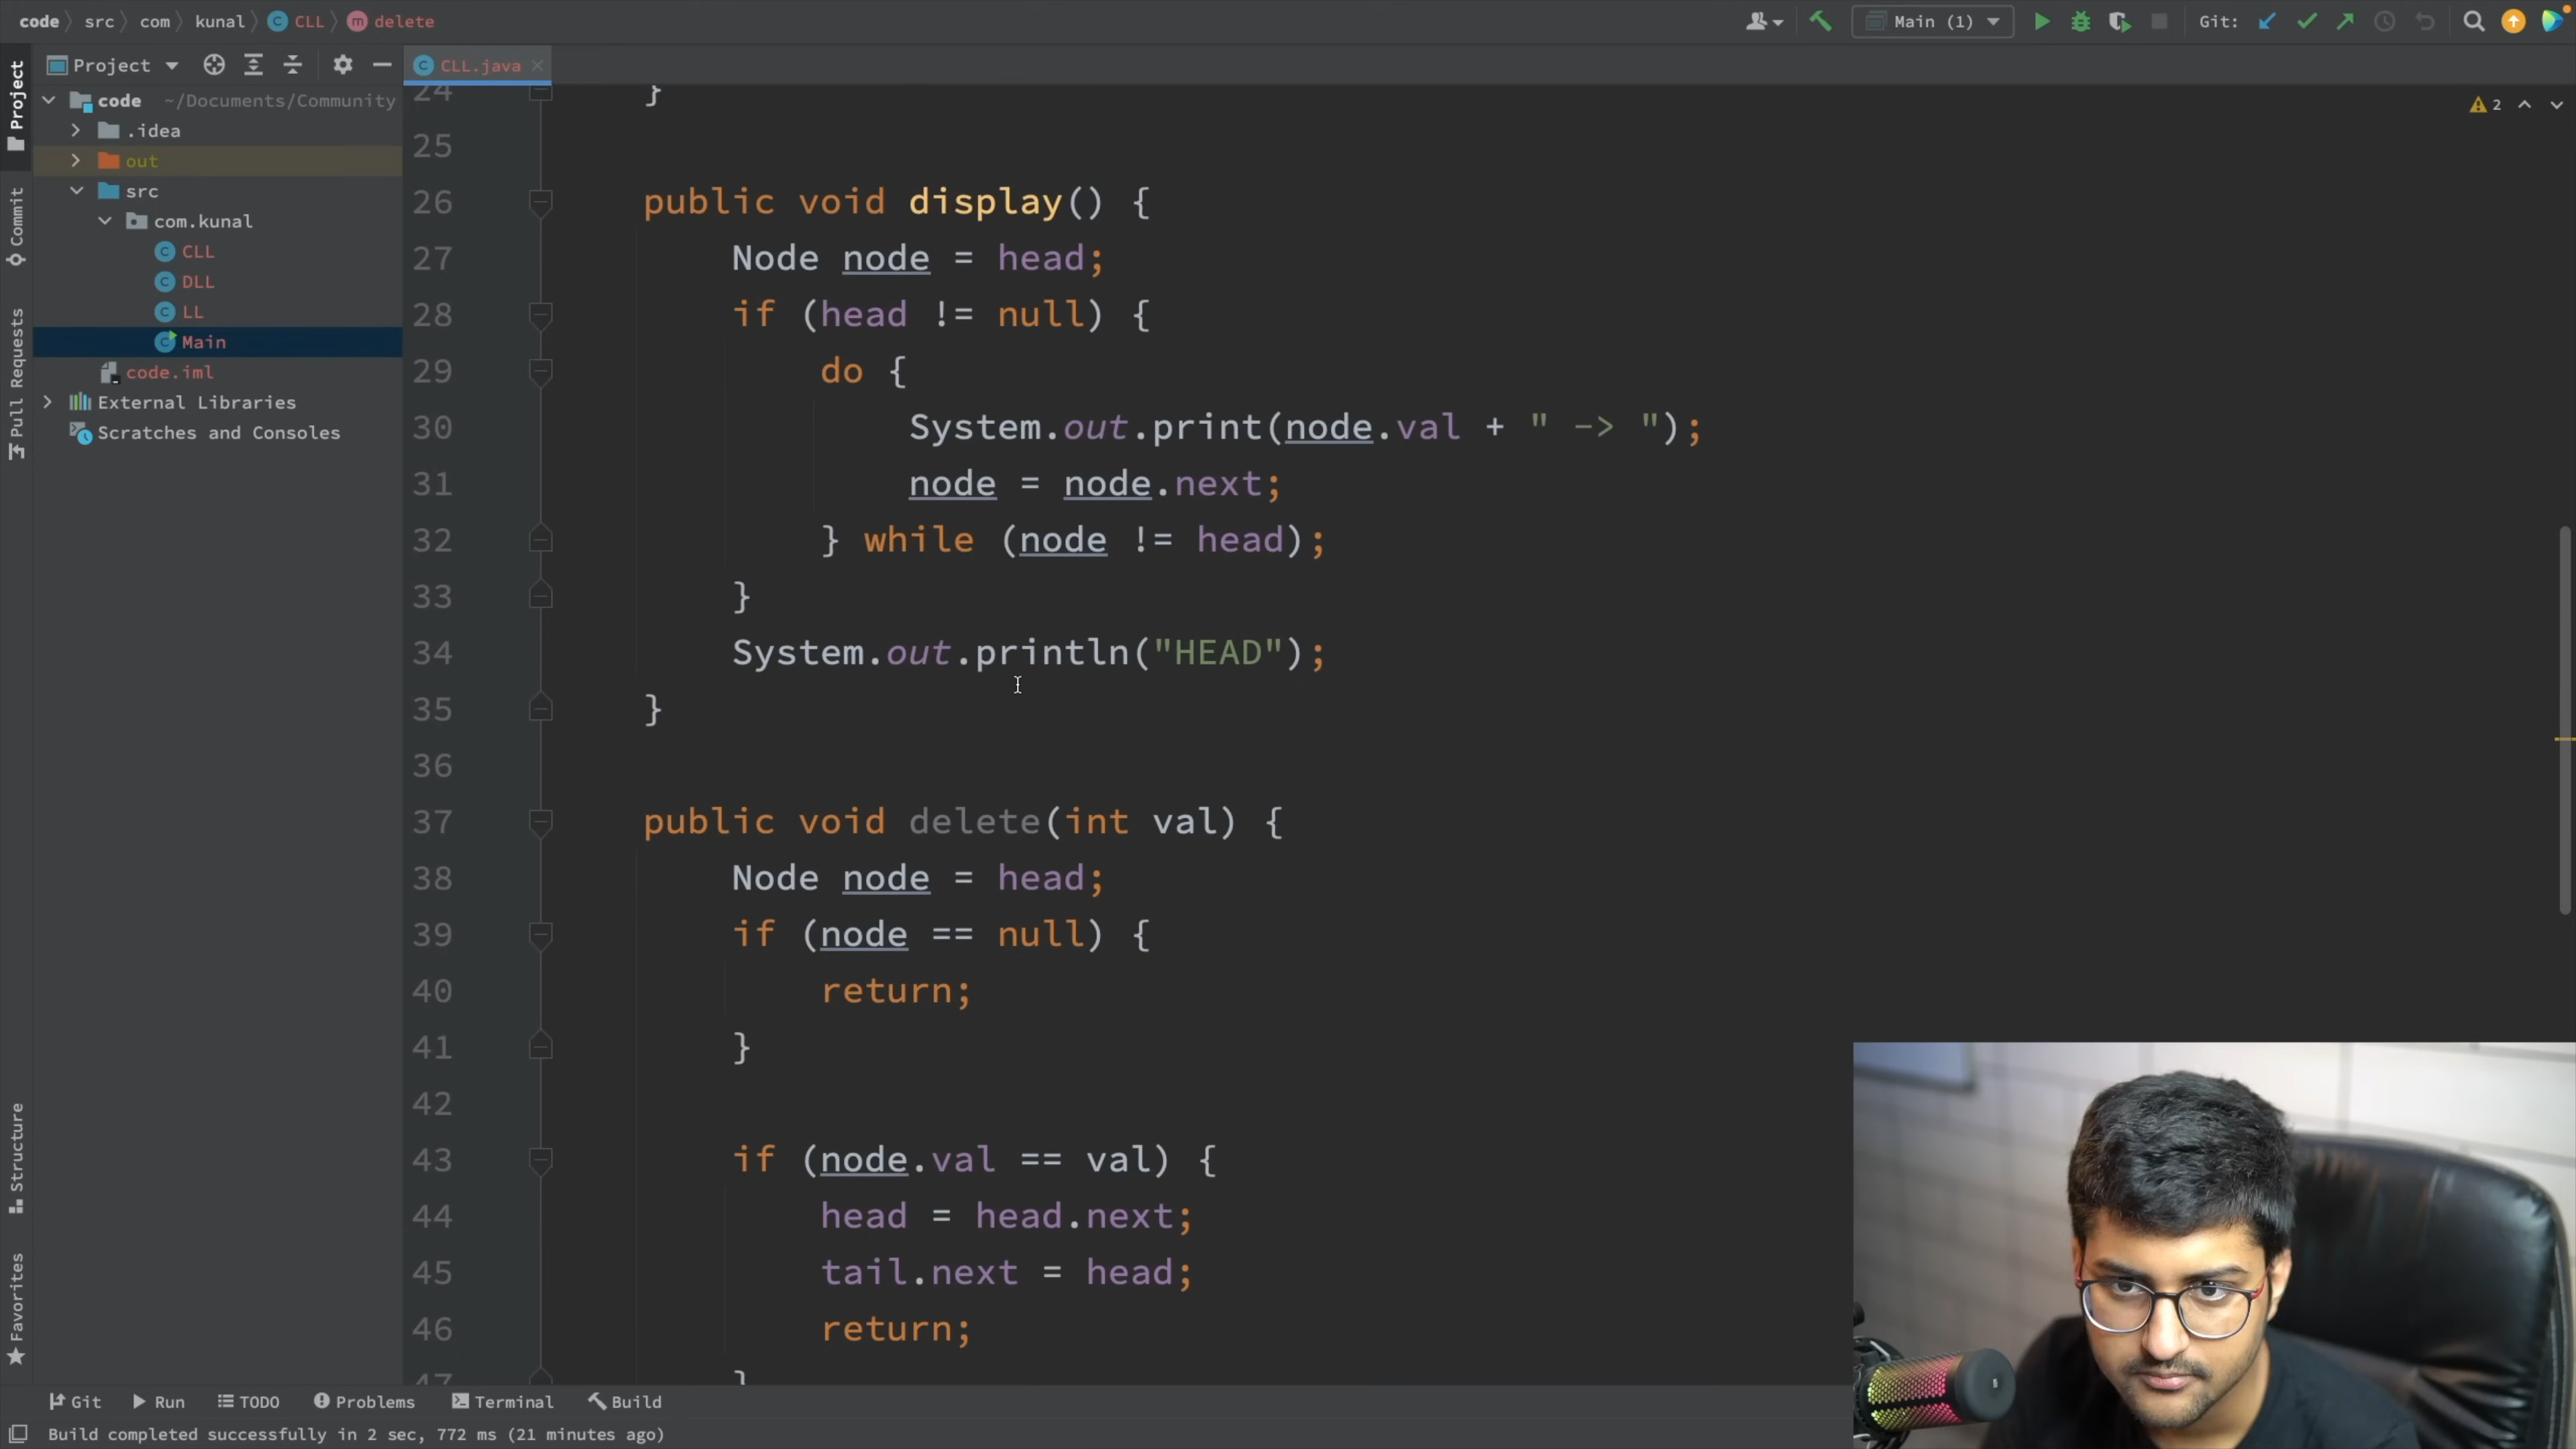 code src com kunal CLL delete Main (1) Git:
Project CLL.java
code ~/Documents/Community
.idea
out
src
com.kunal
CLL
DLL
LL
Main
code.iml
External Libraries
Scratches and Consoles
Project
Commit
Pull Requests
Structure
Favorites
2
24 }
25
26 public void display() {
27 Node node = head;
28 if (head != null) {
29 do {
30 System.out.print(node.val + " -> ");
31 node = node.next;
32 } while (node != head);
33 }
34 System.out.println("HEAD");
35 }
36
37 public void delete(int val) {
38 Node node = head;
39 if (node == null) {
40 return;
41 }
42
43 if (node.val == val) {
44 head = head.next;
45 tail.next = head;
46 return;
47 }
Git Run TODO Problems Terminal Build
Build completed successfully in 2 sec, 772 ms (21 minutes ago)